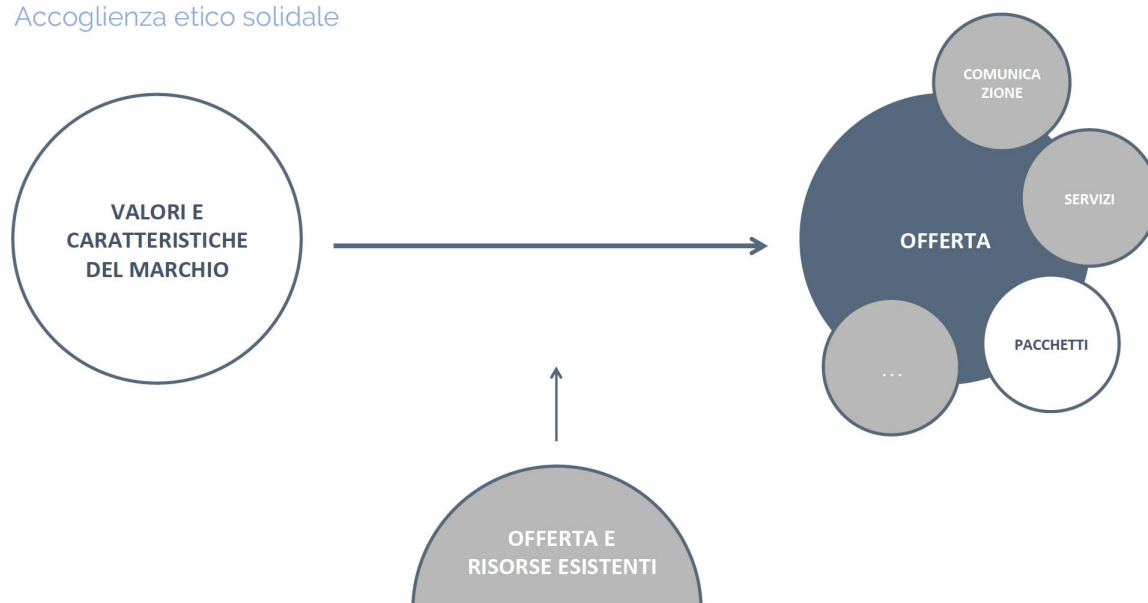 Accoglienza etico solidale
COMUNICA
ZIONE
VALORI E
CARATTERISTICHE
DEL MARCHIO
SERVIZI
OFFERTA
PACCHETTI
...
OFFERTA E
RISORSE ESISTENTI